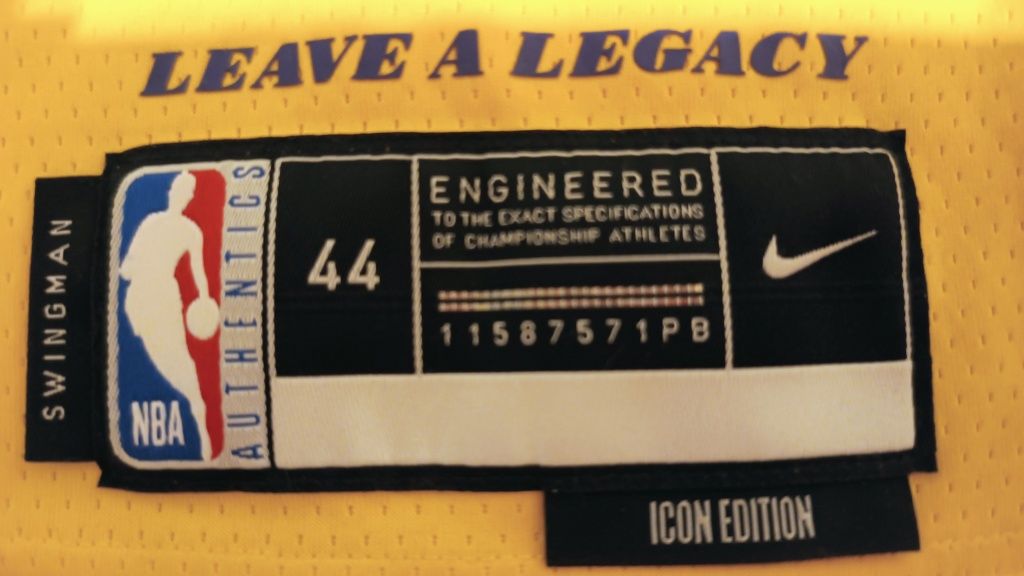 LEAVE A LEGACY
SWINGMAN
NBA
AUTHENTICS
44
ENGINEERED
TO THE EXACT SPECIFICATIONS
OF CHAMPIONSHIP ATHLETES
11587571PB
ICON EDITION